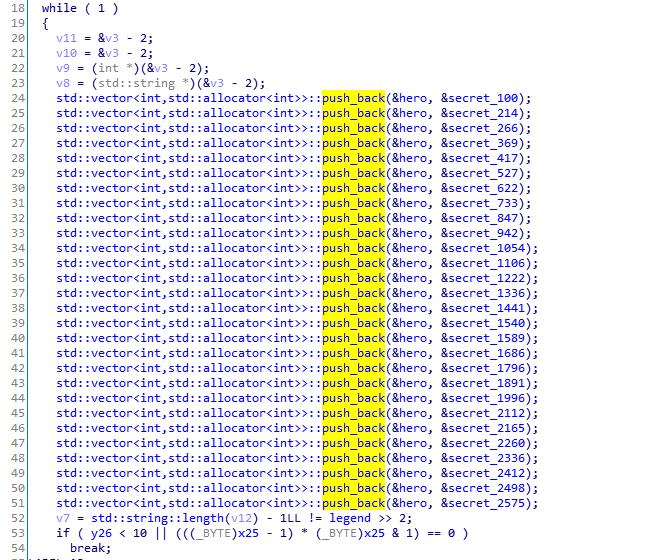 18 while ( 1 )
19 {
20 v11 = &v3 - 2;
21 v10 = &v3 - 2;
22 v9 = (int *)(&v3 - 2);
23 v8 = (std::string *)(&v3 - 2);
24 std::vector<int,std::allocator<int>>::push_back(&hero, &secret_100);
25 std::vector<int,std::allocator<int>>::push_back(&hero, &secret_214);
26 std::vector<int,std::allocator<int>>::push_back(&hero, &secret_266);
27 std::vector<int,std::allocator<int>>::push_back(&hero, &secret_369);
28 std::vector<int,std::allocator<int>>::push_back(&hero, &secret_417);
29 std::vector<int,std::allocator<int>>::push_back(&hero, &secret_527);
30 std::vector<int,std::allocator<int>>::push_back(&hero, &secret_622);
31 std::vector<int,std::allocator<int>>::push_back(&hero, &secret_733);
32 std::vector<int,std::allocator<int>>::push_back(&hero, &secret_847);
33 std::vector<int,std::allocator<int>>::push_back(&hero, &secret_942);
34 std::vector<int,std::allocator<int>>::push_back(&hero, &secret_1054);
35 std::vector<int,std::allocator<int>>::push_back(&hero, &secret_1106);
36 std::vector<int,std::allocator<int>>::push_back(&hero, &secret_1222);
37 std::vector<int,std::allocator<int>>::push_back(&hero, &secret_1336);
38 std::vector<int,std::allocator<int>>::push_back(&hero, &secret_1441);
39 std::vector<int,std::allocator<int>>::push_back(&hero, &secret_1540);
40 std::vector<int,std::allocator<int>>::push_back(&hero, &secret_1589);
41 std::vector<int,std::allocator<int>>::push_back(&hero, &secret_1686);
42 std::vector<int,std::allocator<int>>::push_back(&hero, &secret_1796);
43 std::vector<int,std::allocator<int>>::push_back(&hero, &secret_1891);
44 std::vector<int,std::allocator<int>>::push_back(&hero, &secret_1996);
45 std::vector<int,std::allocator<int>>::push_back(&hero, &secret_2112);
46 std::vector<int,std::allocator<int>>::push_back(&hero, &secret_2165);
47 std::vector<int,std::allocator<int>>::push_back(&hero, &secret_2260);
48 std::vector<int,std::allocator<int>>::push_back(&hero, &secret_2336);
49 std::vector<int,std::allocator<int>>::push_back(&hero, &secret_2412);
50 std::vector<int,std::allocator<int>>::push_back(&hero, &secret_2498);
51 std::vector<int,std::allocator<int>>::push_back(&hero, &secret_2575);
52 v7 = std::string::length(v12) - 1LL != legend >> 2;
53 if ( y26 < 10 || (((_BYTE)x25 - 1) * (_BYTE)x25 & 1) == 0 )
54 break;